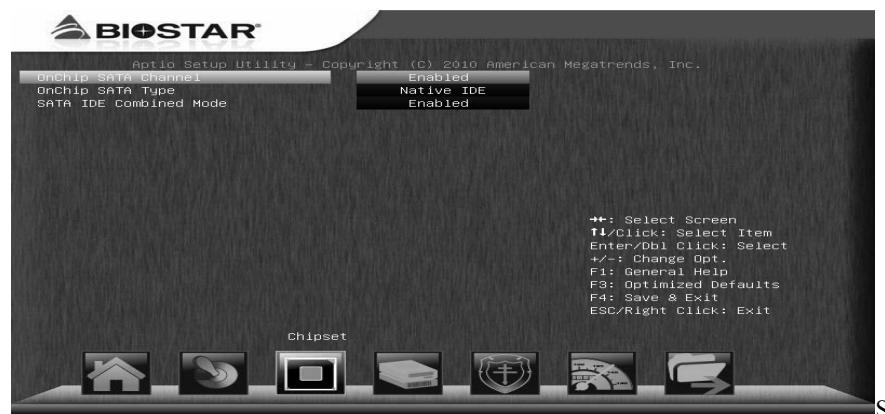 BIOSTAR
Aptio Setup Utility - Copyright (C) 2010 American Megatrends, Inc.
OnChip SATA Channel Enabled
OnChip SATA Type Native IDE
SATA IDE Combined Mode Enabled
→←: Select Screen
↑↓/Click: Select Item
Enter/Dbl Click: Select
+/-: Change Opt.
F1: General Help
F3: Optimized Defaults
F4: Save & Exit
ESC/Right Click: Exit
Chipset
s